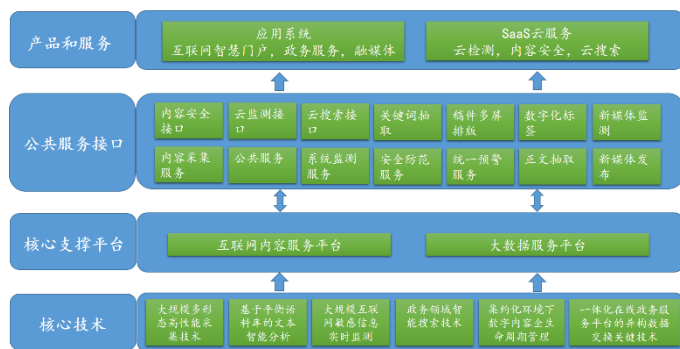 产品和服务
应用系统
互联网智慧门户,政务服务,融媒体
SaaS云服务
云检测,内容安全,云搜索
公共服务接口
内容安全
接口
云监测接
口
云搜索接
口
关键词抽
取
稿件多屏
排版
数字化标
签
新媒体监
测
内容采集
服务
公共服务
系统监测
服务
安全防范
服务
统一预警
服务
正文抽取
新媒体发
布
核心支撑平台
互联网内容服务平台
大数据服务平台
核心技术
大规模多形
态高性能采
集技术
基于平衡语
料库的文本
智能分析
大规模互联
网敏感信息
实时监测
政务领域智
能搜索技术
集约化环境下
数字内容全生
命周期管理
一体化在线政务服
务平台的异构数据
交换关键技术